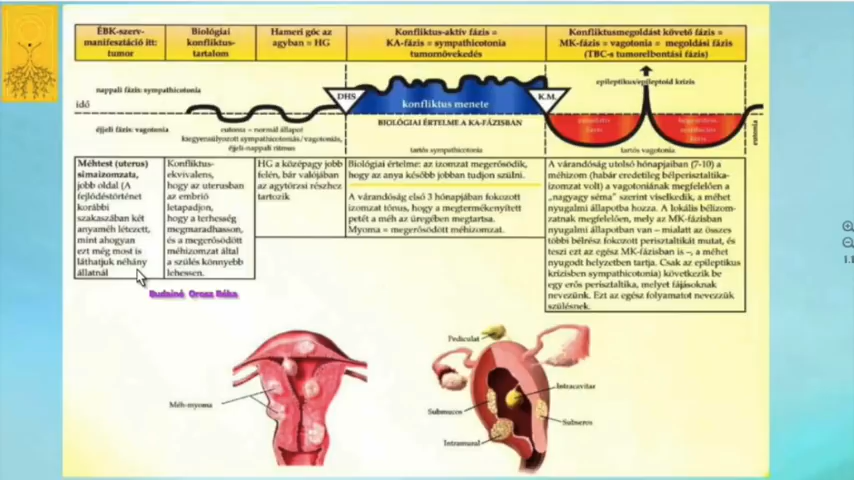 ÉBK-szerv-
manifesztáció itt:
tumor
Biológiai
konfliktus-
tartalom
Hameri góc az
agyban = HG
Konfliktus-aktív fázis =
KA-fázis = sympathicotonia
tumornövekedés
Konfliktusmegoldást követő fázis =
MK-fázis = vagotonia = megoldási fázis
(TBC-s tumorelbontási fázis)
nappali fázis: sympathicotonia
epileptikus/epileptoid krízis
idő
DHS
konfliktus menete
K.M.
BIOLÓGIAI ÉRTELME A KA-FÁZISBAN
éjjeli fázis: vagotonia
eutonia = normál állapot
kiegyensúlyozott sympathicotoniás/vagotoniás,
éjjeli-nappali ritmus
tartós sympathicotonia
tartós vagotonia
eutonia
Méhtest (uterus)
simaizomzata,
jobb oldal (A
fejlődéstörténet
korábbi
szakaszában két
anyaméh létezett,
mint ahogyan
ezt még most is
láthatjuk néhány
állatnál
Konfliktus-
ekvivalens,
hogy az uterusban
az embrió
letapadjon,
hogy a terhesség
megmaradhasson,
és a megerősödött
méhizomzat által
a szülés könnyebb
lehessen.
HG a középagy jobb
felén, bár valójában
az agytörzsi részhez
tartozik
Biológiai értelme: az izomzat megerősödik,
hogy az anya később jobban tudjon szülni.
A várandóság első 3 hónapjában fokozott
izomzat tónus, hogy a megtermékenyített
petét a méh az üregében megtartsa.
Myoma = megerősödött méhizomzat.
A várandóság utolsó hónapjaiban (7-10) a
méhizom (habár eredetileg bélperisztaltika-
izomzat volt) a vagotoniának megfelelően a
„nagyagy séma” szerint viselkedik, a méhet
nyugalmi állapotba hozza. A lokális bélizom-
zatnak megfelelően, mely az MK-fázisban
nyugalmi állapotban van – mialatt az összes
többi bélrész fokozott perisztaltikát mutat, és
teszi ezt az egész MK-fázisban is –, a méhet
nyugodt helyzetben tartja. Csak az epileptikus
krízisben sympathicotónia) következik be
egy erős perisztaltika, melyet fájásoknak
nevezünk. Ezt az egész folyamatot nevezzük
szülésnek.
Budainé Orosz Réka
Méh-myoma
Pediculat
Intracavitar
Submucos
Subseros
Intramural